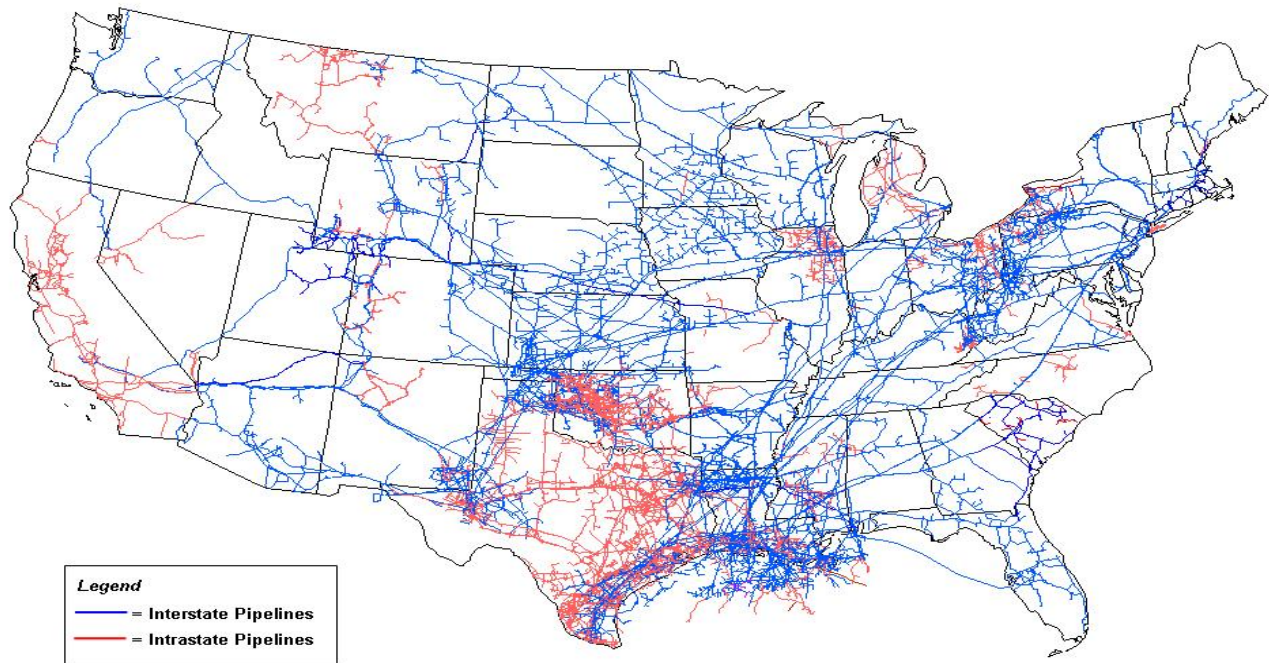 Legend
= Interstate Pipelines
= Intrastate Pipelines